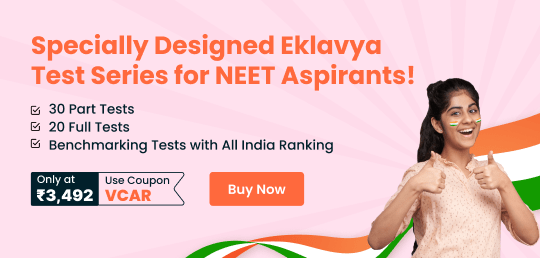 Specially Designed Eklavya
Test Series for NEET Aspirants!
30 Part Tests
20 Full Tests
Benchmarking Tests with All India Ranking
Only at
₹3,492
Use Coupon
VCAR
Buy Now